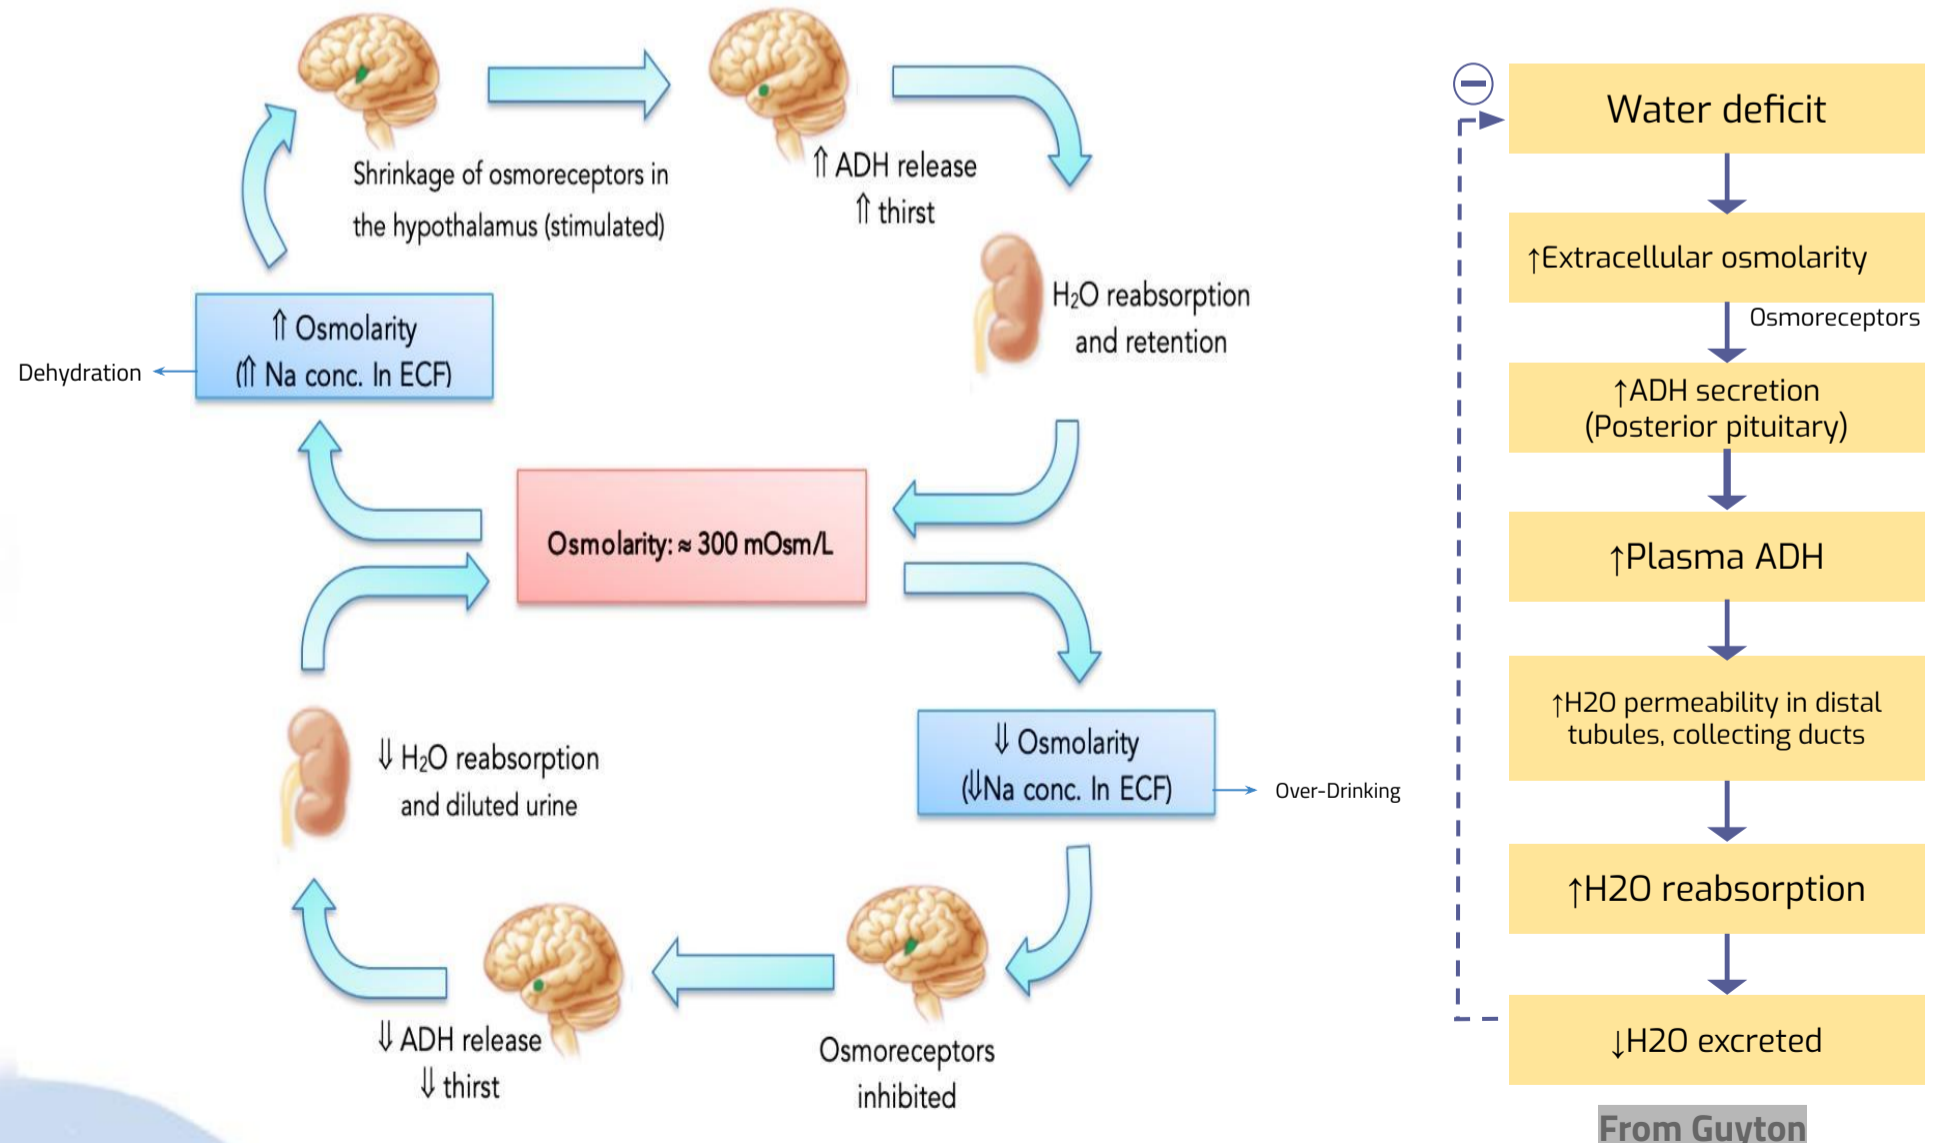 Shrinkage of osmoreceptors in
the hypothalamus (stimulated)
⇑ ADH release
⇑ thirst
H₂O reabsorption
and retention
⇑ Osmolarity
(⇑ Na conc. In ECF)
Dehydration
Osmolarity: ≈ 300 mOsm/L
⇓ Osmolarity
(⇓Na conc. In ECF)
Over-Drinking
Osmoreceptors
inhibited
⇓ ADH release
⇓ thirst
⇓ H₂O reabsorption
and diluted urine
Water deficit
↑Extracellular osmolarity
Osmoreceptors
↑ADH secretion
(Posterior pituitary)
↑Plasma ADH
↑H2O permeability in distal
tubules, collecting ducts
↑H2O reabsorption
↓H2O excreted
From Guyton